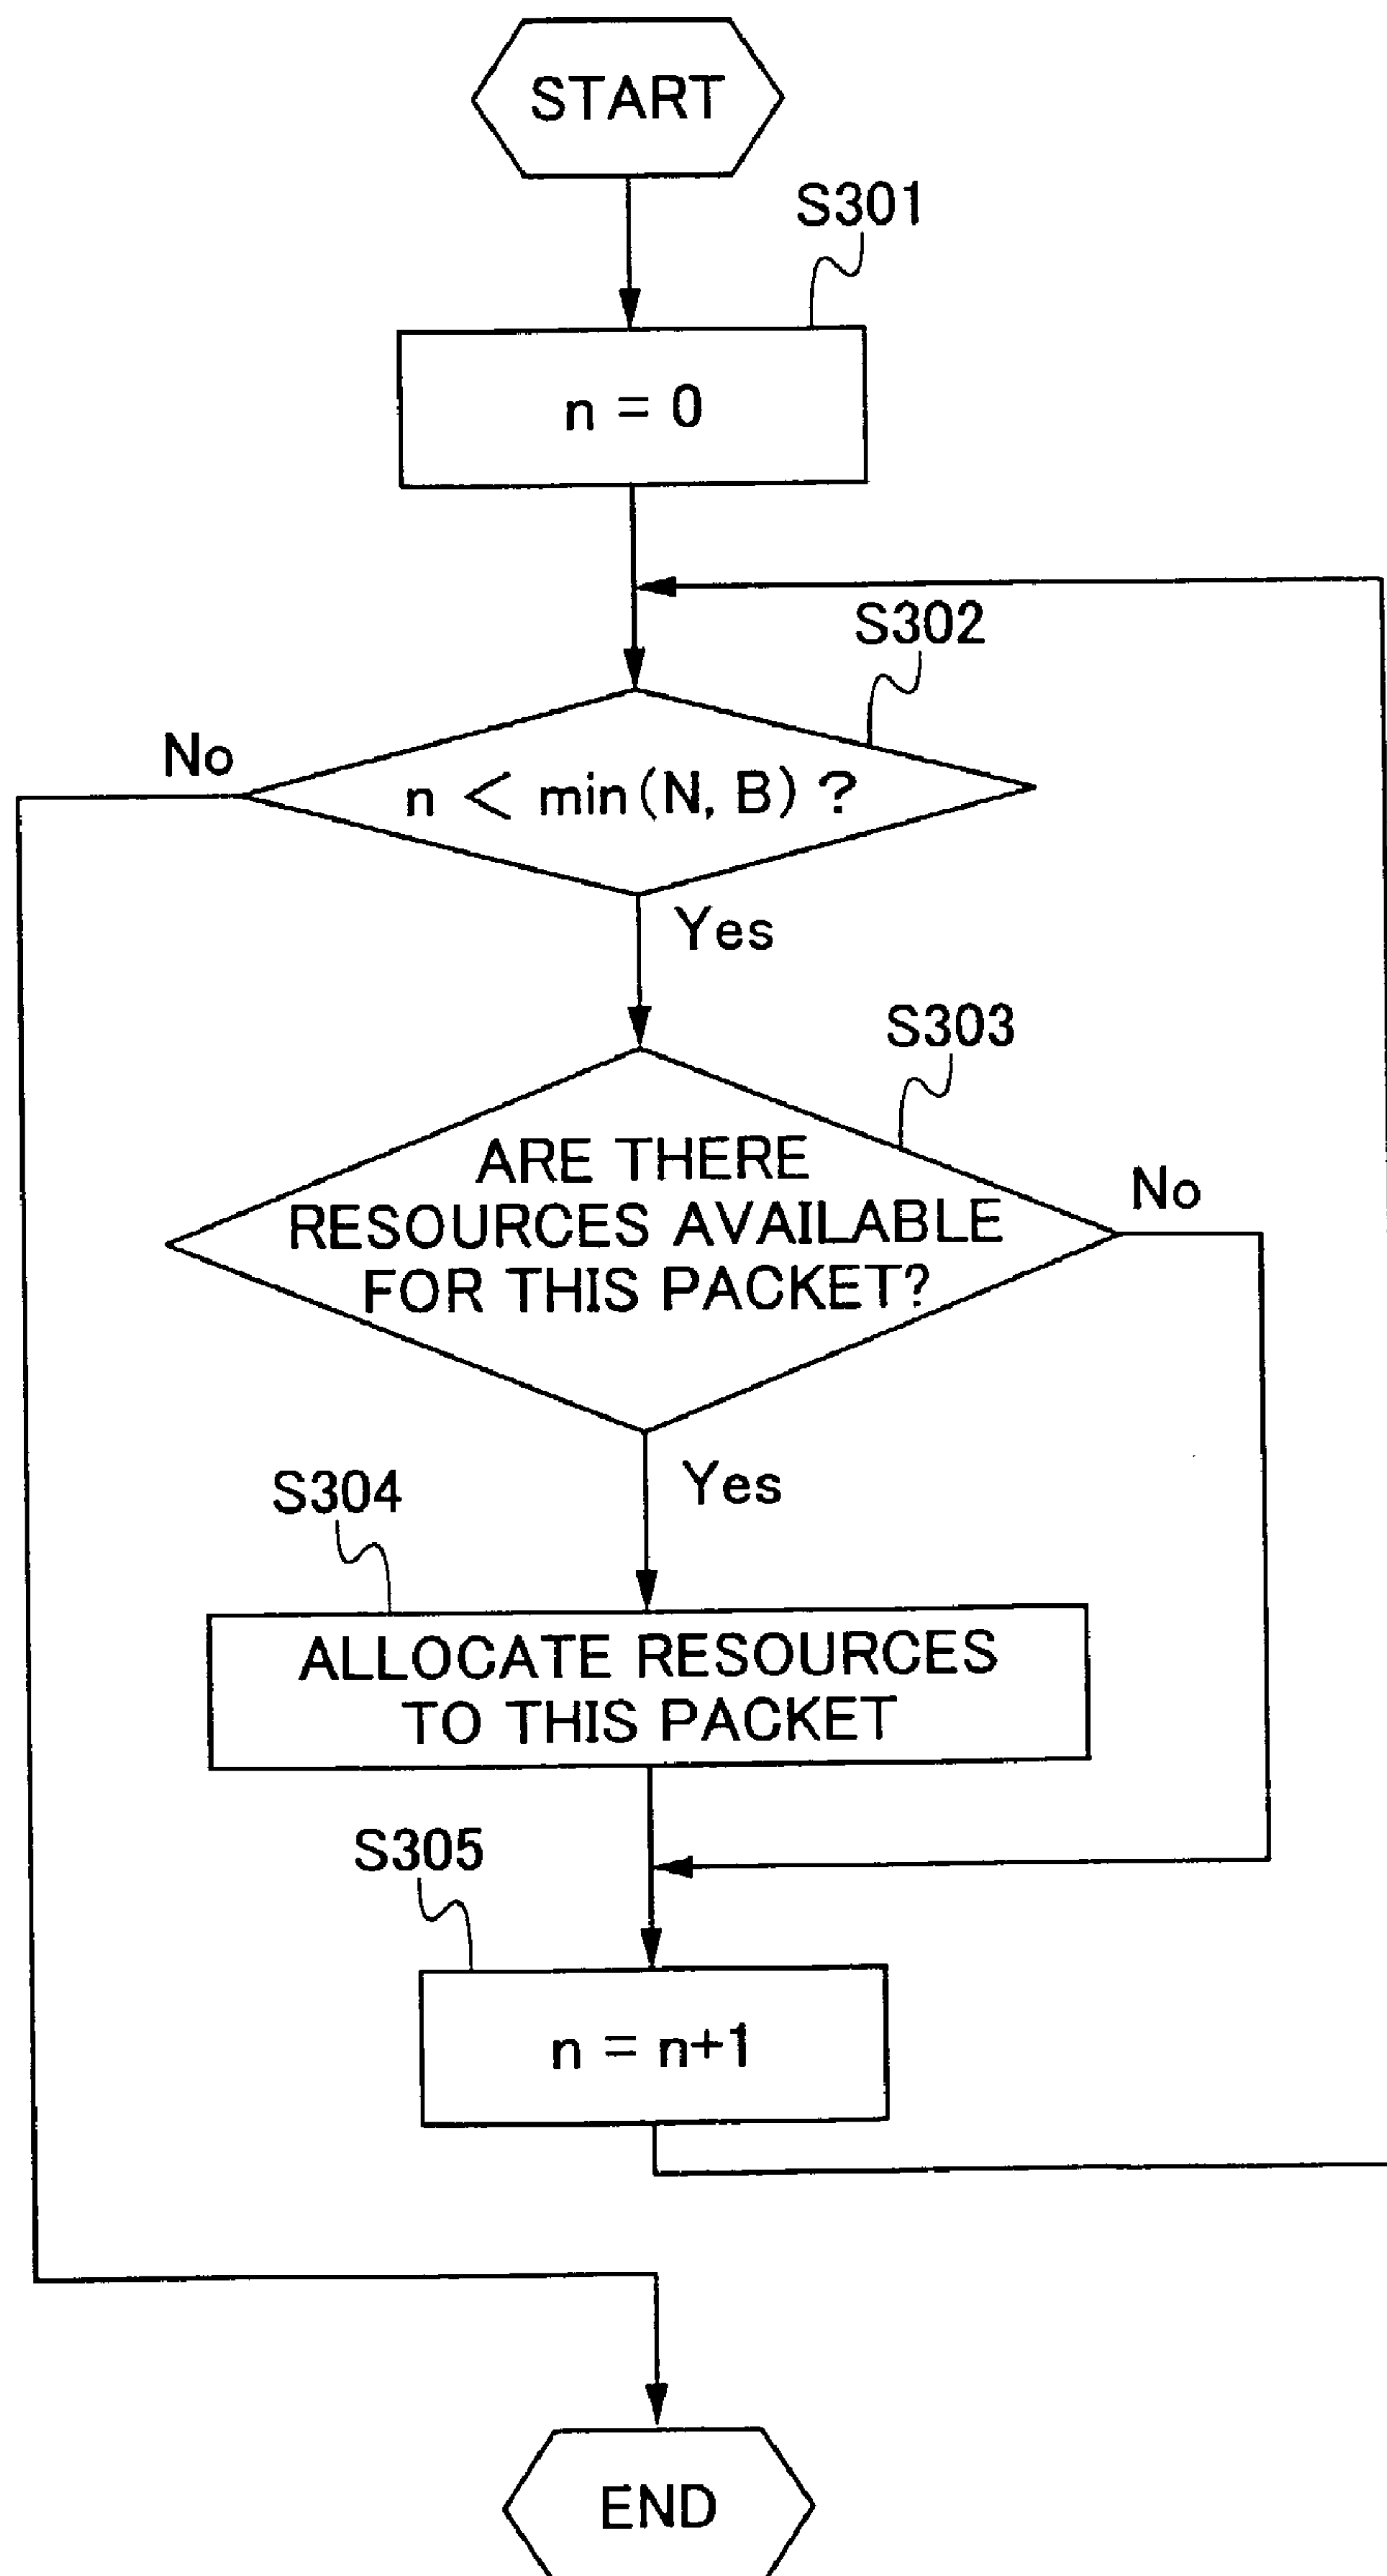 START
S301
n = 0
S302
No
n < min(N, B) ?
Yes
S303
ARE THERE
RESOURCES AVAILABLE
FOR THIS PACKET?
No
Yes
S304
ALLOCATE RESOURCES
TO THIS PACKET
S305
n = n+1
END